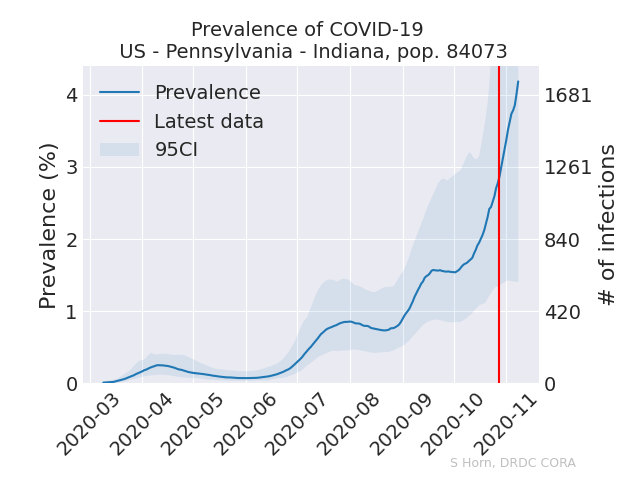 Prevalence of COVID-19
US - Pennsylvania - Indiana, pop. 84073
Prevalence
Latest data
95CI
Prevalence (%)
4
3
2
1
0
1681
1261
840
420
0
# of infections
2020-03
2020-04
2020-05
2020-06
2020-07
2020-08
2020-09
2020-10
2020-11
S Horn, DRDC CORA